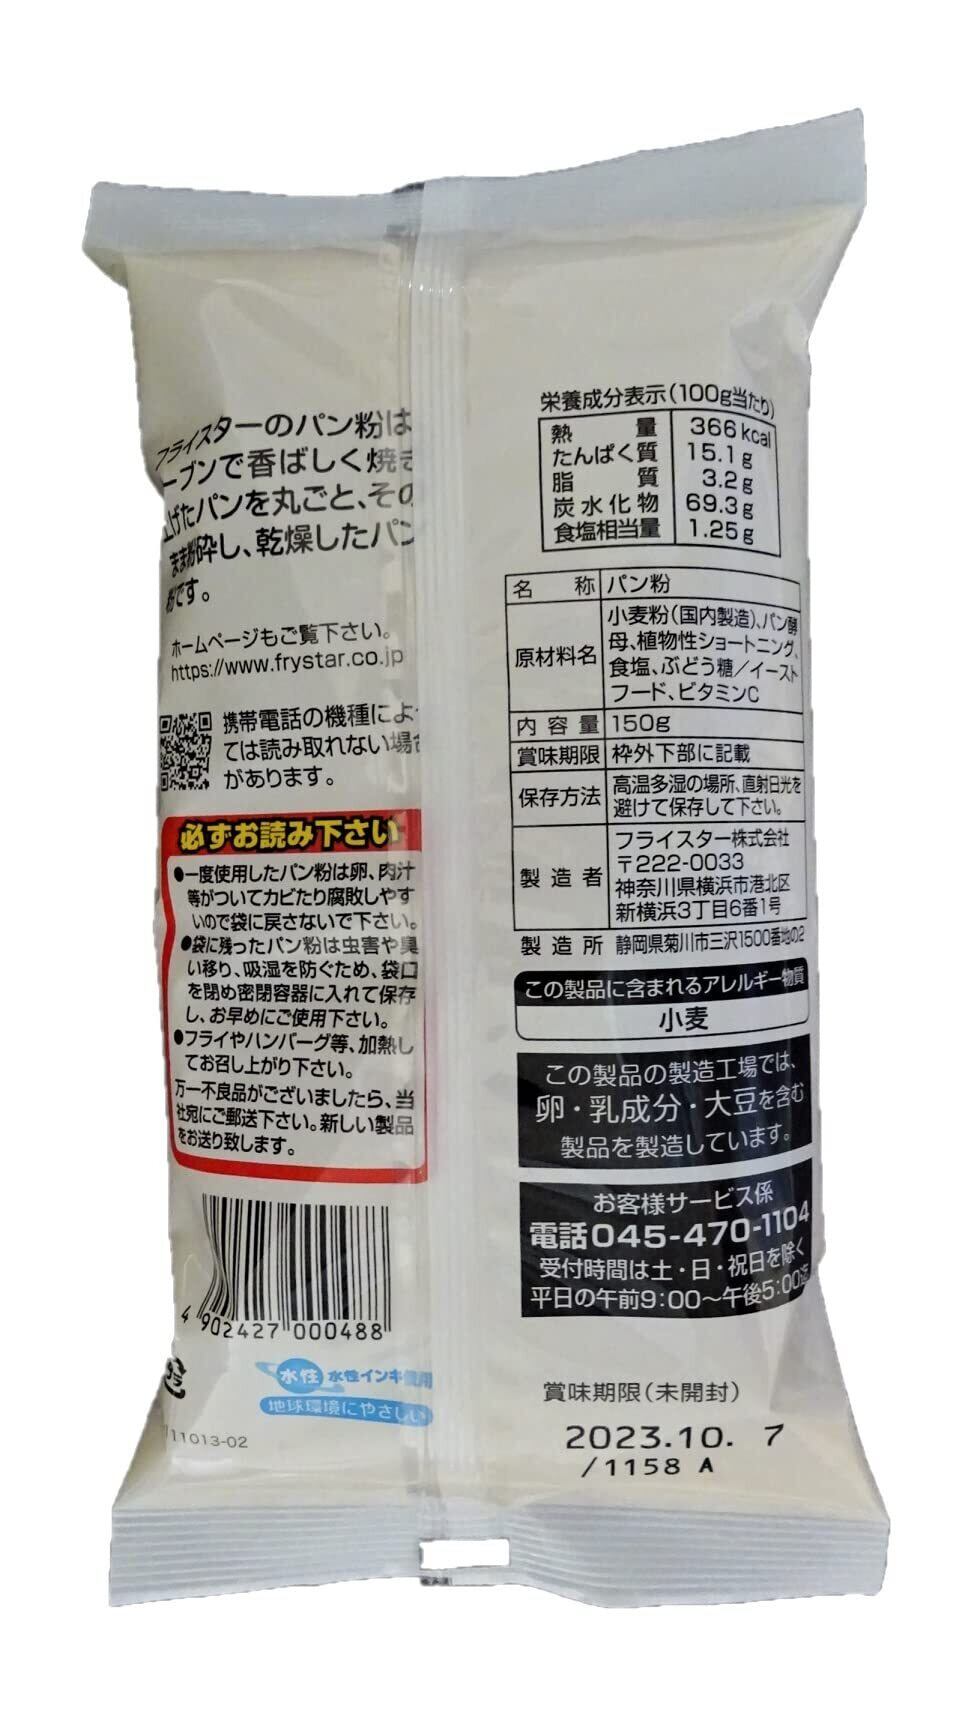 フライスターのパン粉は
ーブンで香ばしく焼き
上げたパンを丸ごと、その
まま粉砕し、乾燥したパン
粉です。
ホームページもご覧下さい。
https://www.frystar.co.jp
携帯電話の機種によっ
ては読み取れない場合
があります。
必ずお読み下さい
●一度使用したパン粉は卵、肉汁
等がついてカビたり腐敗しやす
いので袋に戻さないで下さい。
●袋に残ったパン粉は虫害や臭
い移り、吸湿を防ぐため、袋口
を閉め密閉容器に入れて保存
し、お早めにご使用下さい。
●フライやハンバーグ等、加熱し
てお召し上がり下さい。
万一不良品がございましたら、当
社宛にご郵送下さい。新しい製品
をお送り致します。
4 902427 000488
水性 水性インキ使用
地球環境にやさしい
11013-02
栄養成分表示(100g当たり)
熱量 366kcal
たんぱく質 15.1g
脂質 3.2g
炭水化物 69.3g
食塩相当量 1.25g
名称 パン粉
原材料名 小麦粉(国内製造)、パン酵
母、植物性ショートニング、
食塩、ぶどう糖/イースト
フード、ビタミンC
内容量 150g
賞味期限 枠外下部に記載
保存方法 高温多湿の場所、直射日光を
避けて保存して下さい。
製造者 フライスター株式会社
〒222-0033
神奈川県横浜市港北区
新横浜3丁目6番1号
製造所 静岡県菊川市三沢1500番地の2
この製品に含まれるアレルギー物質
小麦
この製品の製造工場では、
卵・乳成分・大豆を含む
製品を製造しています。
お客様サービス係
電話045-470-1104
受付時間は土・日・祝日を除く
平日の午前9:00〜午後5:00迄
賞味期限(未開封)
2023.10. 7
/1158 A